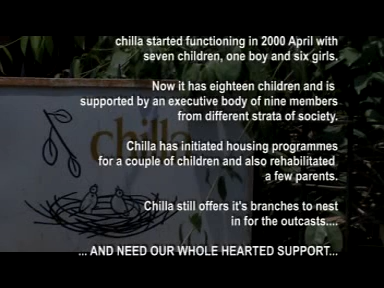 chilla started functioning in 2000 April with
seven children, one boy and six girls.
Now it has eighteen children and is
supported by an executive body of nine members
from different strata of society.
Chilla has initiated housing programmes
for a couple of children and also rehabilitated
a few parents.
Chilla still offers it's branches to nest
in for the outcasts....
... AND NEED OUR WHOLE HEARTED SUPPORT...
chilla